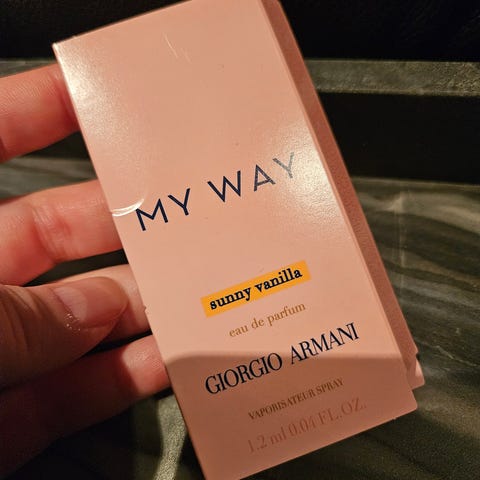 MY WAY
sunny vanilla
eau de parfum
GIORGIO ARMANI
VAPORISATEUR SPRAY
1.2 ml 0.04 FL.OZ.